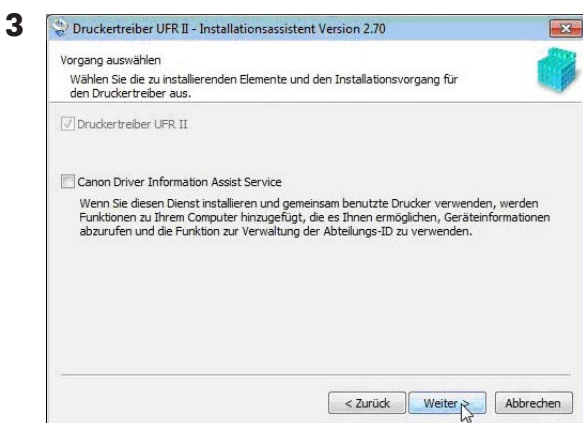 3
Druckertreiber UFR II - Installationsassistent Version 2.70
Vorgang auswählen
Wählen Sie die zu installierenden Elemente und den Installationsvorgang für
den Druckertreiber aus.
Druckertreiber UFR II
Canon Driver Information Assist Service
Wenn Sie diesen Dienst installieren und gemeinsam benutzte Drucker verwenden, werden
Funktionen zu Ihrem Computer hinzugefügt, die es Ihnen ermöglichen, Geräteinformationen
abzurufen und die Funktion zur Verwaltung der Abteilungs-ID zu verwenden.
< Zurück Weiter > Abbrechen